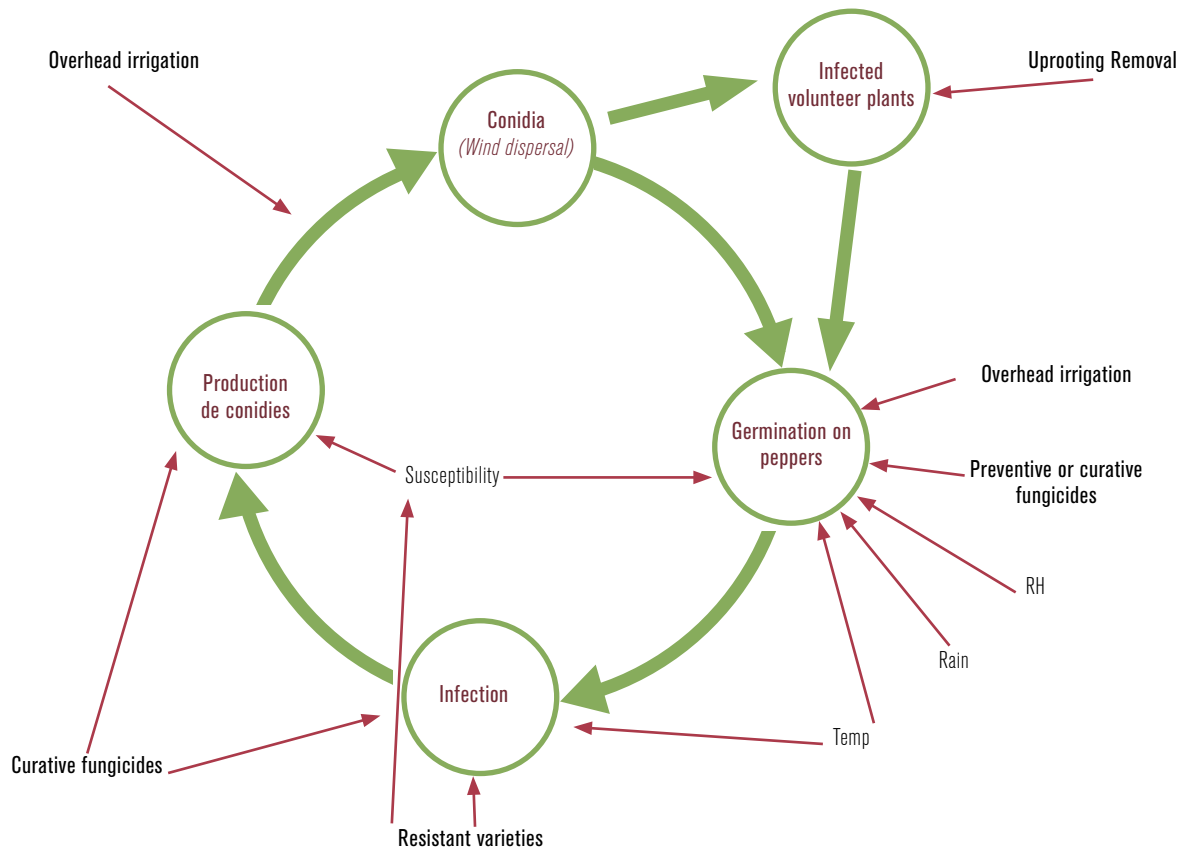 Overhead irrigation
Infected
volunteer plants
Uprooting Removal
Conidia
(Wind dispersal)
Production
de conidies
Overhead irrigation
Germination on
peppers
Susceptibility
Preventive or curative
fungicides
RH
Rain
Infection
Temp
Curative fungicides
Resistant varieties